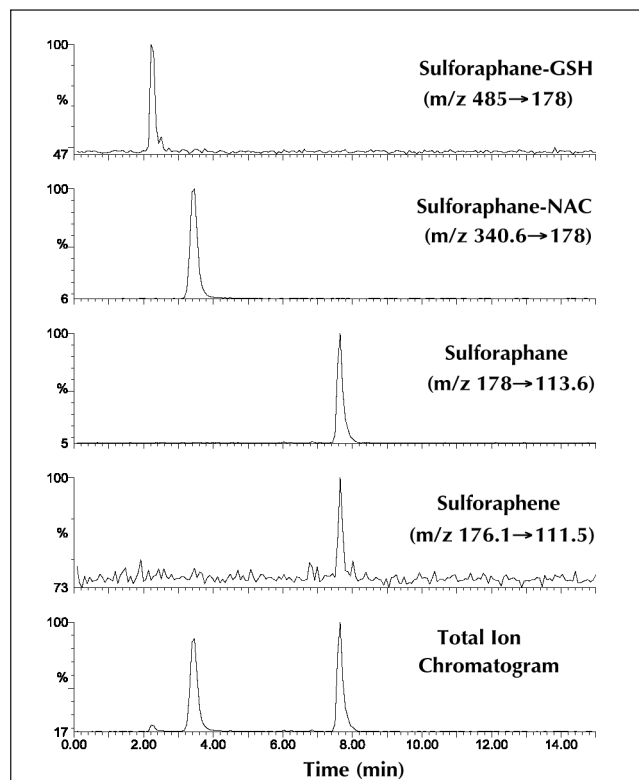 100
%
47
Sulforaphane-GSH
(m/z 485→178)
100
%
6
Sulforaphane-NAC
(m/z 340.6→178)
100
%
5
Sulforaphane
(m/z 178→113.6)
100
%
73
Sulforaphene
(m/z 176.1→111.5)
100
%
17
Total Ion
Chromatogram
0.00 2.00 4.00 6.00 8.00 10.00 12.00 14.00
Time (min)